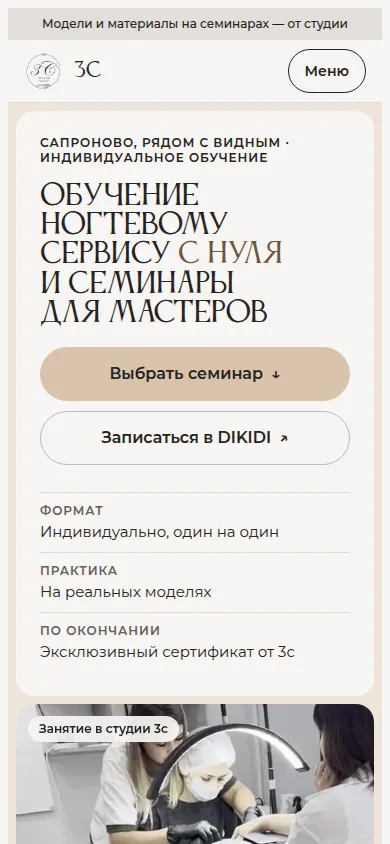 Модели и материалы на семинарах — от студии
3С
3С
Меню
САПРОНОВО, РЯДОМ С ВИДНЫМ ·
ИНДИВИДУАЛЬНОЕ ОБУЧЕНИЕ
ОБУЧЕНИЕ
НОГТЕВОМУ
СЕРВИСУ С НУЛЯ
И СЕМИНАРЫ
ДЛЯ МАСТЕРОВ
Выбрать семинар ↓
Записаться в DIKIDI ↗
ФОРМАТ
Индивидуально, один на один
ПРАКТИКА
На реальных моделях
ПО ОКОНЧАНИИ
Эксклюзивный сертификат от 3с
Занятие в студии 3с